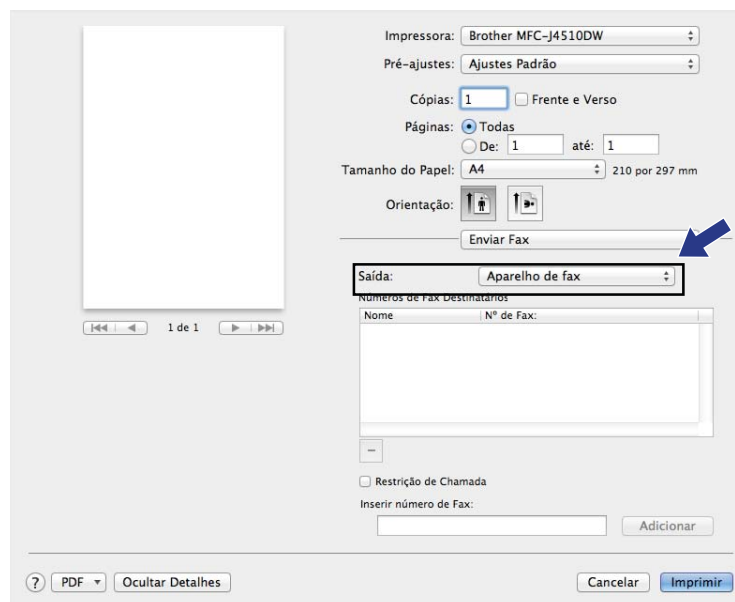 Impressora: Brother MFC-J4510DW
Pré-ajustes: Ajustes Padrão
Cópias: 1 Frente e Verso
Páginas: Todas
De: 1 até: 1
Tamanho do Papel: A4 210 por 297 mm
Orientação:
Enviar Fax
Saída: Aparelho de fax
Números de Fax Destinatários
Nome Nº de Fax:
1 de 1
Restrição de Chamada
Inserir número de Fax:
Adicionar
? PDF Ocultar Detalhes Cancelar Imprimir